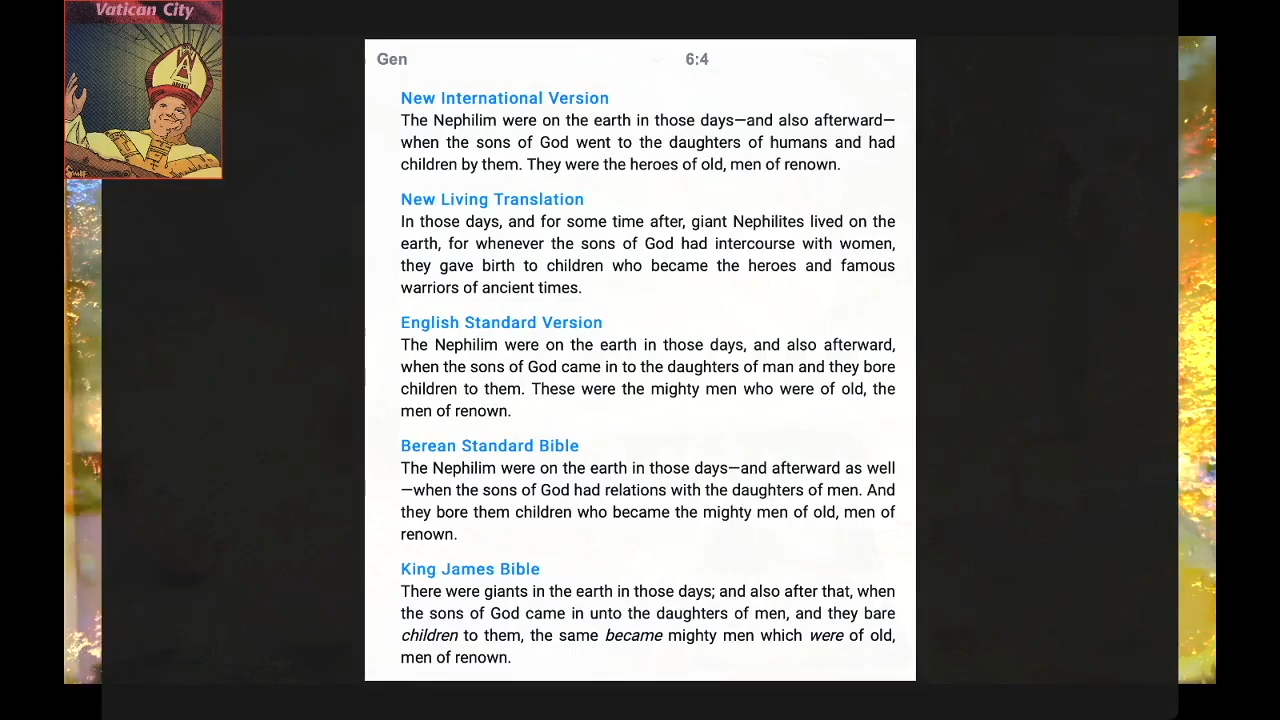 Vatican City
Gen 6:4
New International Version
The Nephilim were on the earth in those days—and also afterward—
when the sons of God went to the daughters of humans and had
children by them. They were the heroes of old, men of renown.
New Living Translation
In those days, and for some time after, giant Nephilites lived on the
earth, for whenever the sons of God had intercourse with women,
they gave birth to children who became the heroes and famous
warriors of ancient times.
English Standard Version
The Nephilim were on the earth in those days, and also afterward,
when the sons of God came in to the daughters of man and they bore
children to them. These were the mighty men who were of old, the
men of renown.
Berean Standard Bible
The Nephilim were on the earth in those days—and afterward as well
—when the sons of God had relations with the daughters of men. And
they bore them children who became the mighty men of old, men of
renown.
King James Bible
There were giants in the earth in those days; and also after that, when
the sons of God came in unto the daughters of men, and they bare
children to them, the same became mighty men which were of old,
men of renown.